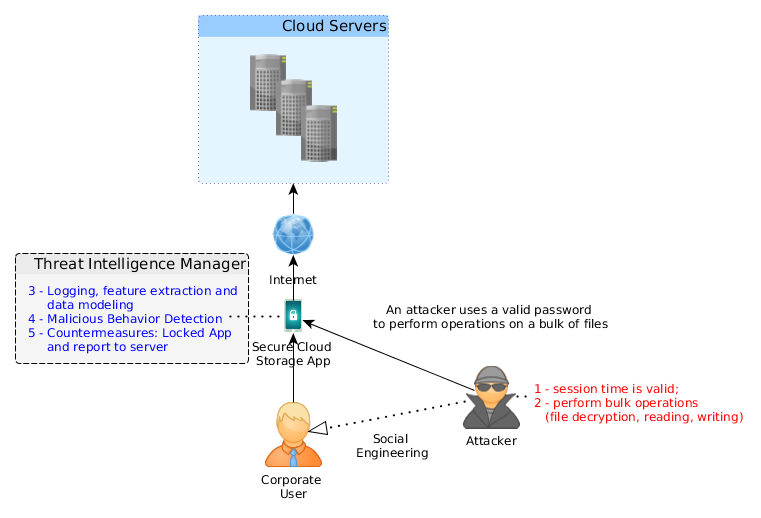 Cloud Servers
Internet
Threat Intelligence Manager
3 - Logging, feature extraction and
data modeling
4 - Malicious Behavior Detection
5 - Countermeasures: Locked App
and report to server
Secure Cloud
Storage App
An attacker uses a valid password
to perform operations on a bulk of files
1 - session time is valid;
2 - perform bulk operations
(file decryption, reading, writing)
Attacker
Social
Engineering
Corporate
User